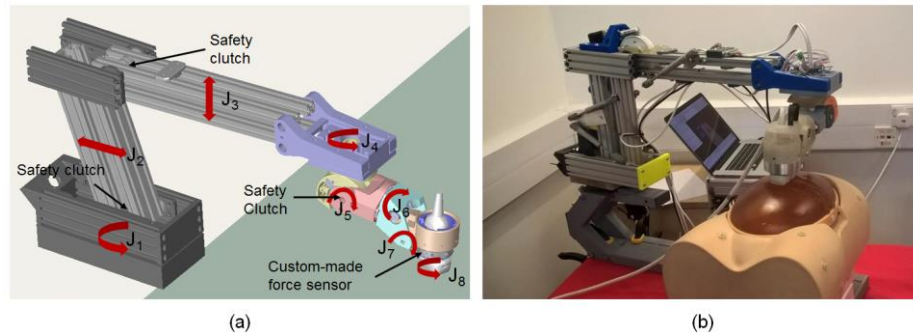 Safety
clutch
J3
J2
J4
Safety clutch
Safety
Clutch
J5
J6
J1
J7
Custom-made
force sensor
J8
(a)
(b)